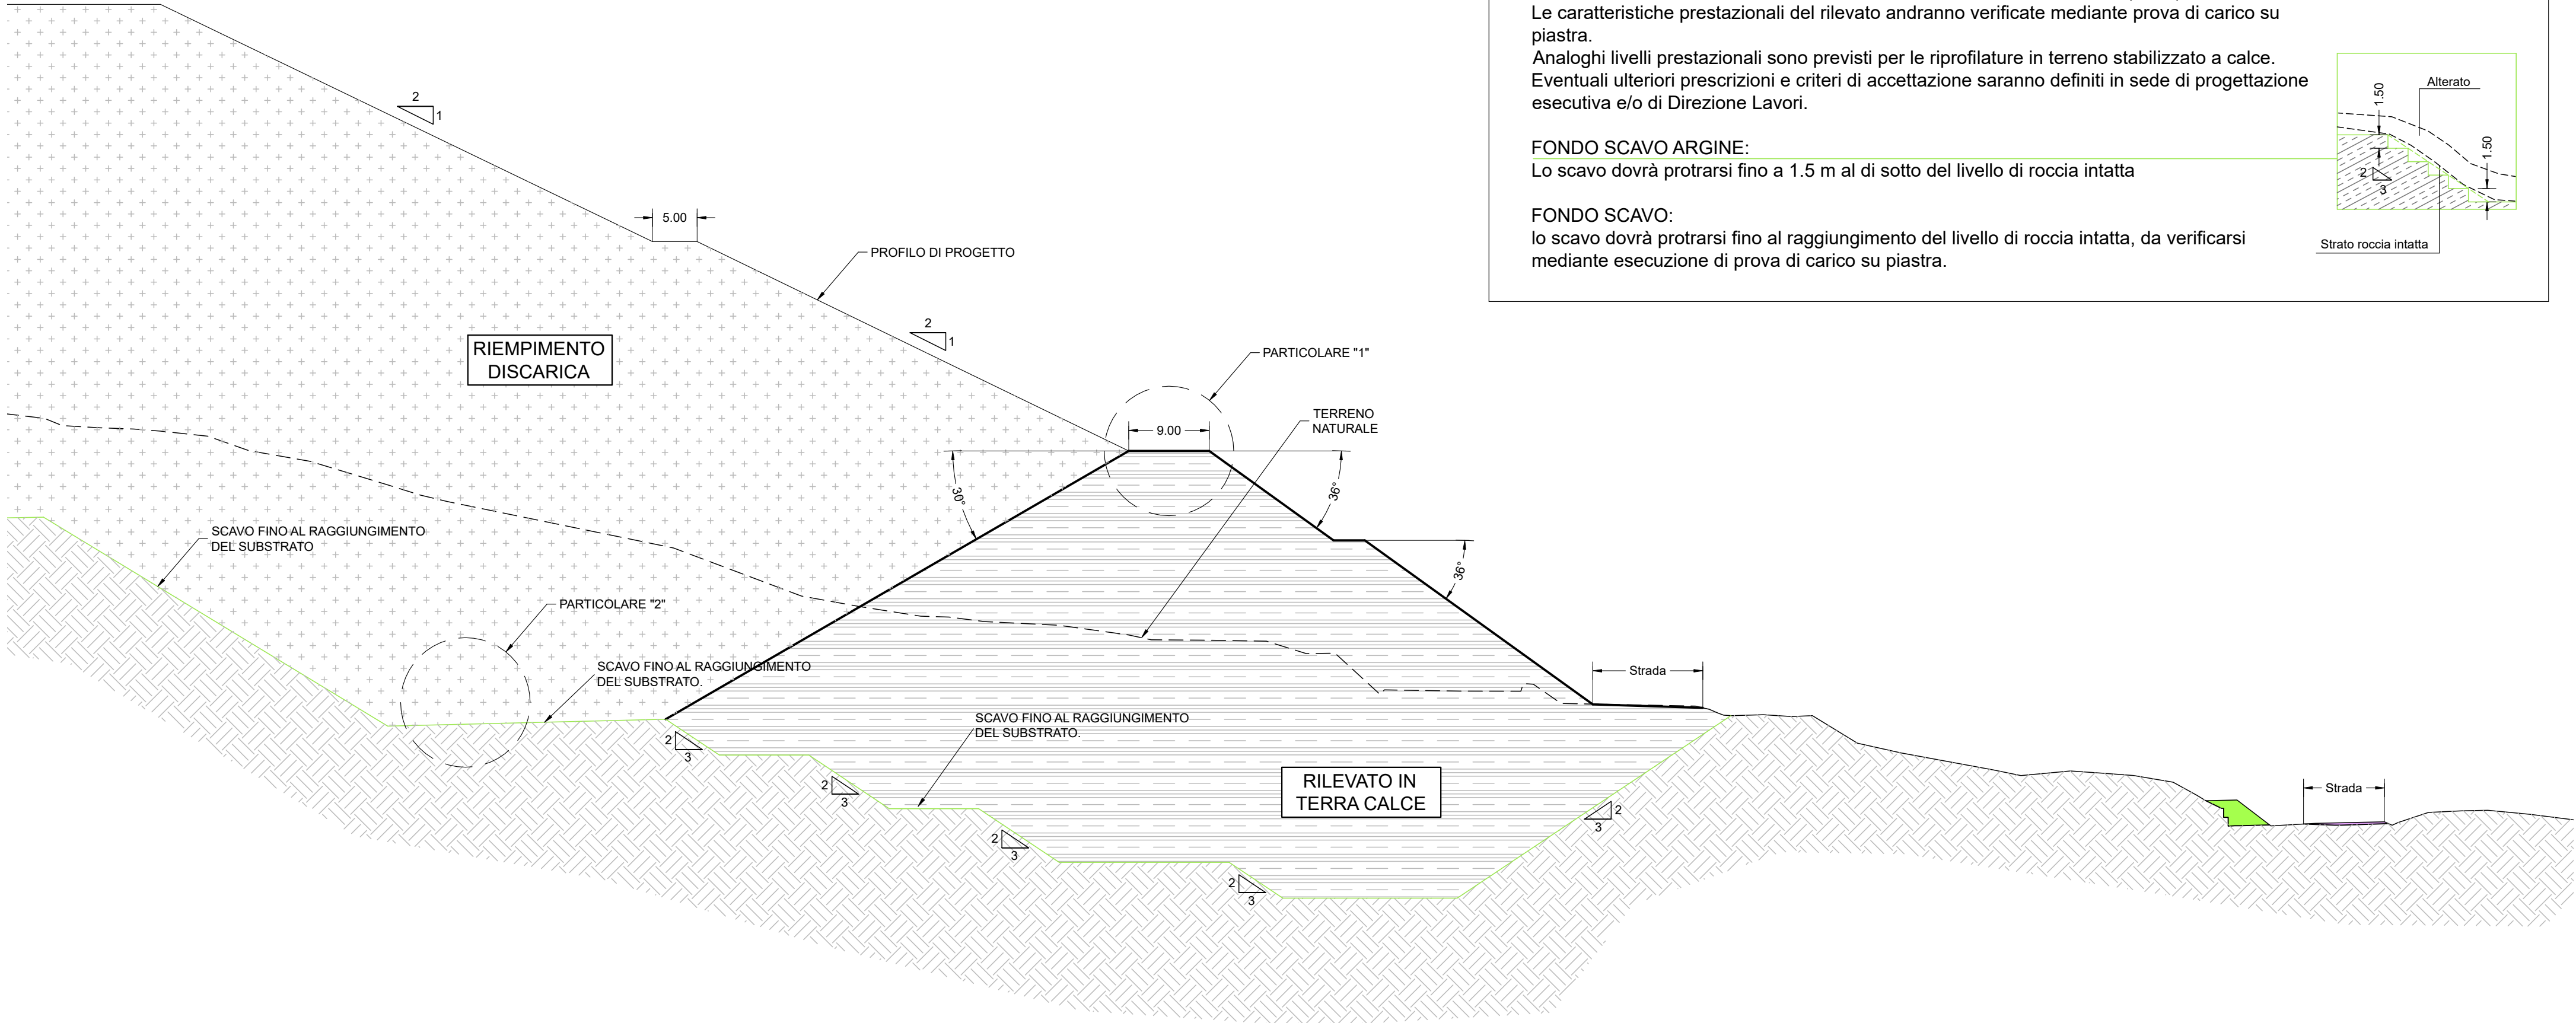 Le caratteristiche prestazionali del rilevato andranno verificate mediante prova di carico su
piastra.
Analoghi livelli prestazionali sono previsti per le riprofilature in terreno stabilizzato a calce.
Eventuali ulteriori prescrizioni e criteri di accettazione saranno definiti in sede di progettazione
esecutiva e/o di Direzione Lavori.
FONDO SCAVO ARGINE:
Lo scavo dovrà protrarsi fino a 1.5 m al di sotto del livello di roccia intatta
FONDO SCAVO:
lo scavo dovrà protrarsi fino al raggiungimento del livello di roccia intatta, da verificarsi
mediante esecuzione di prova di carico su piastra.
Alterato
1.50
1.50
2
3
Strato roccia intatta
2
1
5.00
PROFILO DI PROGETTO
2
1
RIEMPIMENTO
DISCARICA
PARTICOLARE "1"
TERRENO
NATURALE
9.00
30°
36°
36°
SCAVO FINO AL RAGGIUNGIMENTO
DEL SUBSTRATO
PARTICOLARE "2"
SCAVO FINO AL RAGGIUNGIMENTO
DEL SUBSTRATO.
Strada
SCAVO FINO AL RAGGIUNGIMENTO
DEL SUBSTRATO.
2
3
2
3
RILEVATO IN
TERRA CALCE
2
3
2
3
2
3
Strada